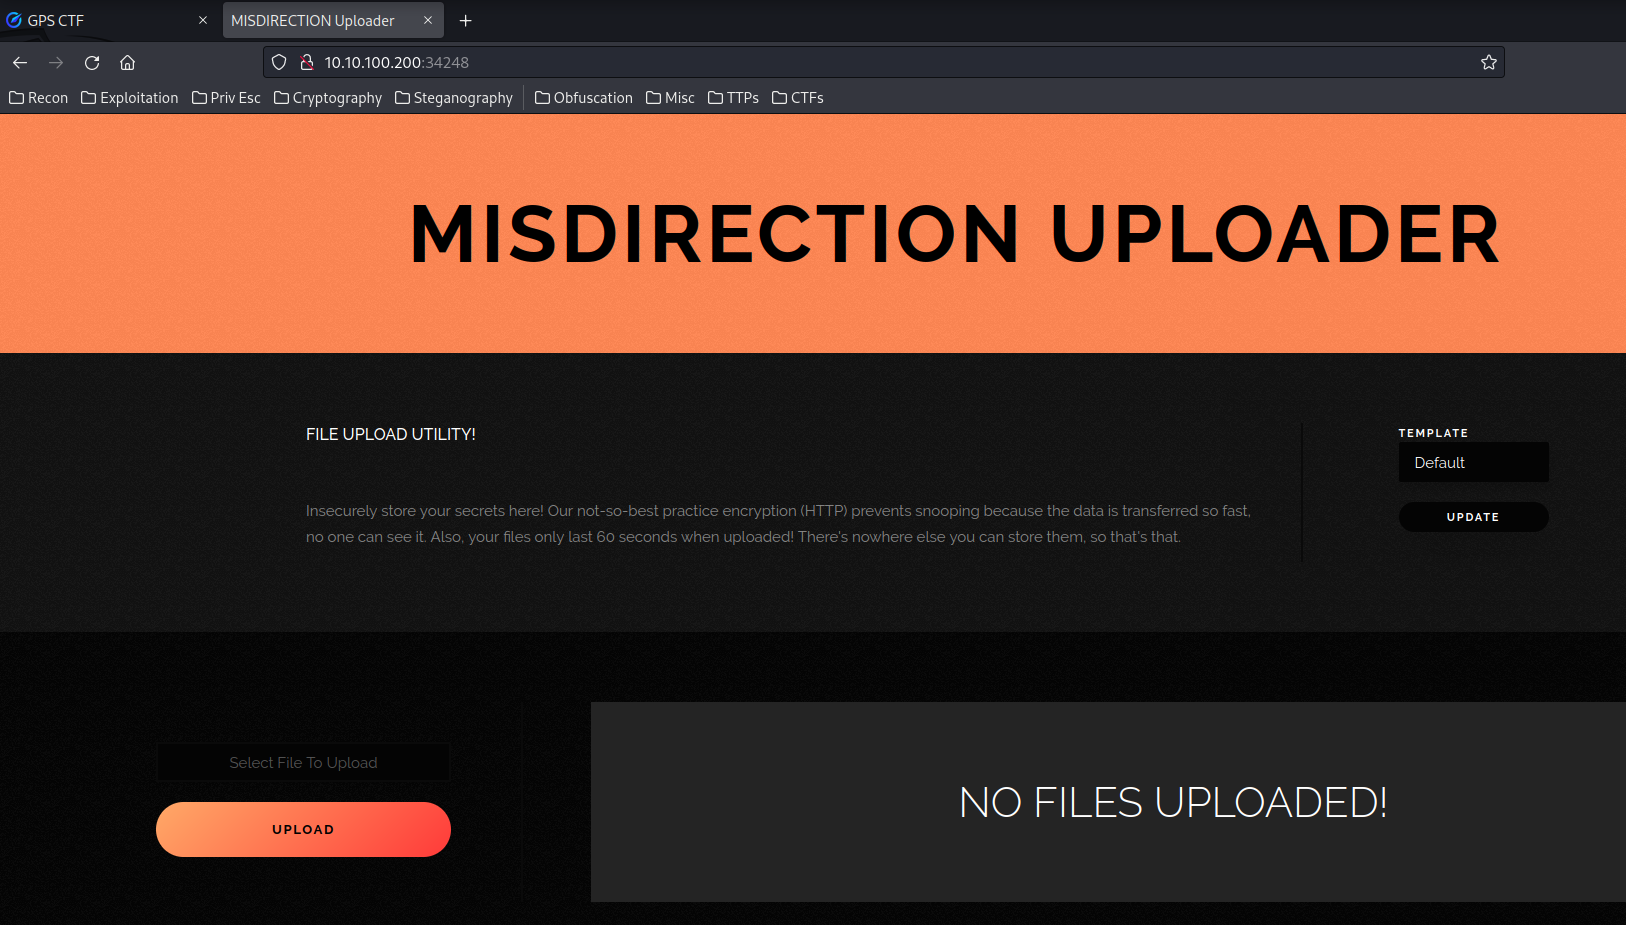 GPS CTF
MISDIRECTION Uploader
10.10.100.200:34248
Recon Exploitation Priv Esc Cryptography Steganography Obfuscation Misc TTPs CTFs
MISDIRECTION UPLOADER
FILE UPLOAD UTILITY!
Insecurely store your secrets here! Our not-so-best practice encryption (HTTP) prevents snooping because the data is transferred so fast,
no one can see it. Also, your files only last 60 seconds when uploaded! There's nowhere else you can store them, so that's that.
TEMPLATE
Default
UPDATE
Select File To Upload
UPLOAD
NO FILES UPLOADED!